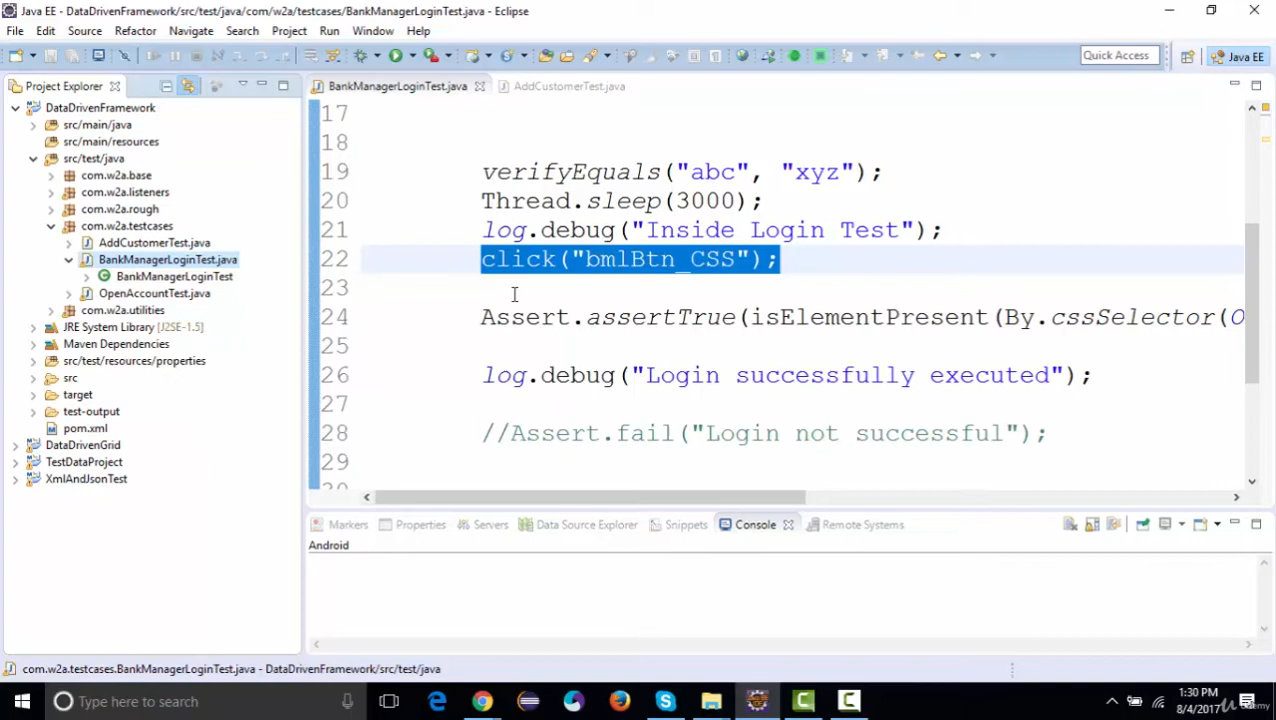 Java EE - DataDrivenFramework/src/test/java/com/w2a/testcases/BankManagerLoginTest.java - Eclipse
File Edit Source Refactor Navigate Search Project Run Window Help
Quick Access
Java EE
Project Explorer
DataDrivenFramework
src/main/java
src/main/resources
src/test/java
com.w2a.base
com.w2a.listeners
com.w2a.rough
com.w2a.testcases
AddCustomerTest.java
BankManagerLoginTest.java
BankManagerLoginTest
OpenAccountTest.java
com.w2a.utilities
JRE System Library [J2SE-1.5]
Maven Dependencies
src/test/resources/properties
src
target
test-output
pom.xml
DataDrivenGrid
TestDataProject
XmlAndJsonTest
BankManagerLoginTest.java AddCustomerTest.java
17
18
19 verifyEquals("abc", "xyz");
20 Thread.sleep(3000);
21 log.debug("Inside Login Test");
22 click("bmlBtn_CSS");
23
24 Assert.assertTrue(isElementPresent(By.cssSelector(O
25
26 log.debug("Login successfully executed");
27
28 //Assert.fail("Login not successful");
29
Markers Properties Servers Data Source Explorer Snippets Console Remote Systems
Android
com.w2a.testcases.BankManagerLoginTest.java - DataDrivenFramework/src/test/java
Type here to search
1:30 PM
8/4/2017